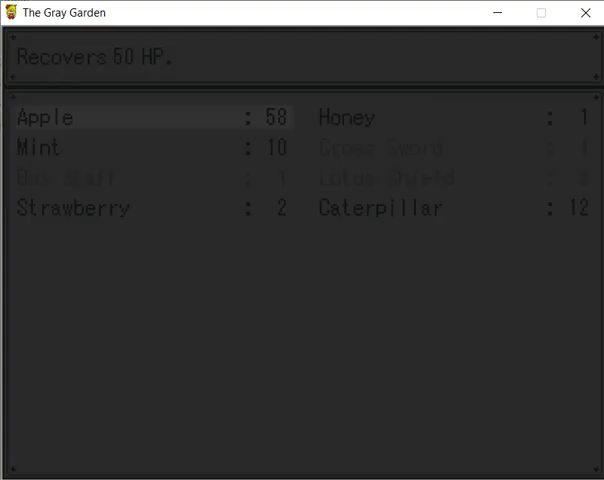 The Gray Garden
Recovers 50 HP.
Apple : 58 Honey : 1
Mint : 10 Cross Sword : 1
Staff : 1 Lotus Shield :
Strawberry : 2 Caterpillar : 12